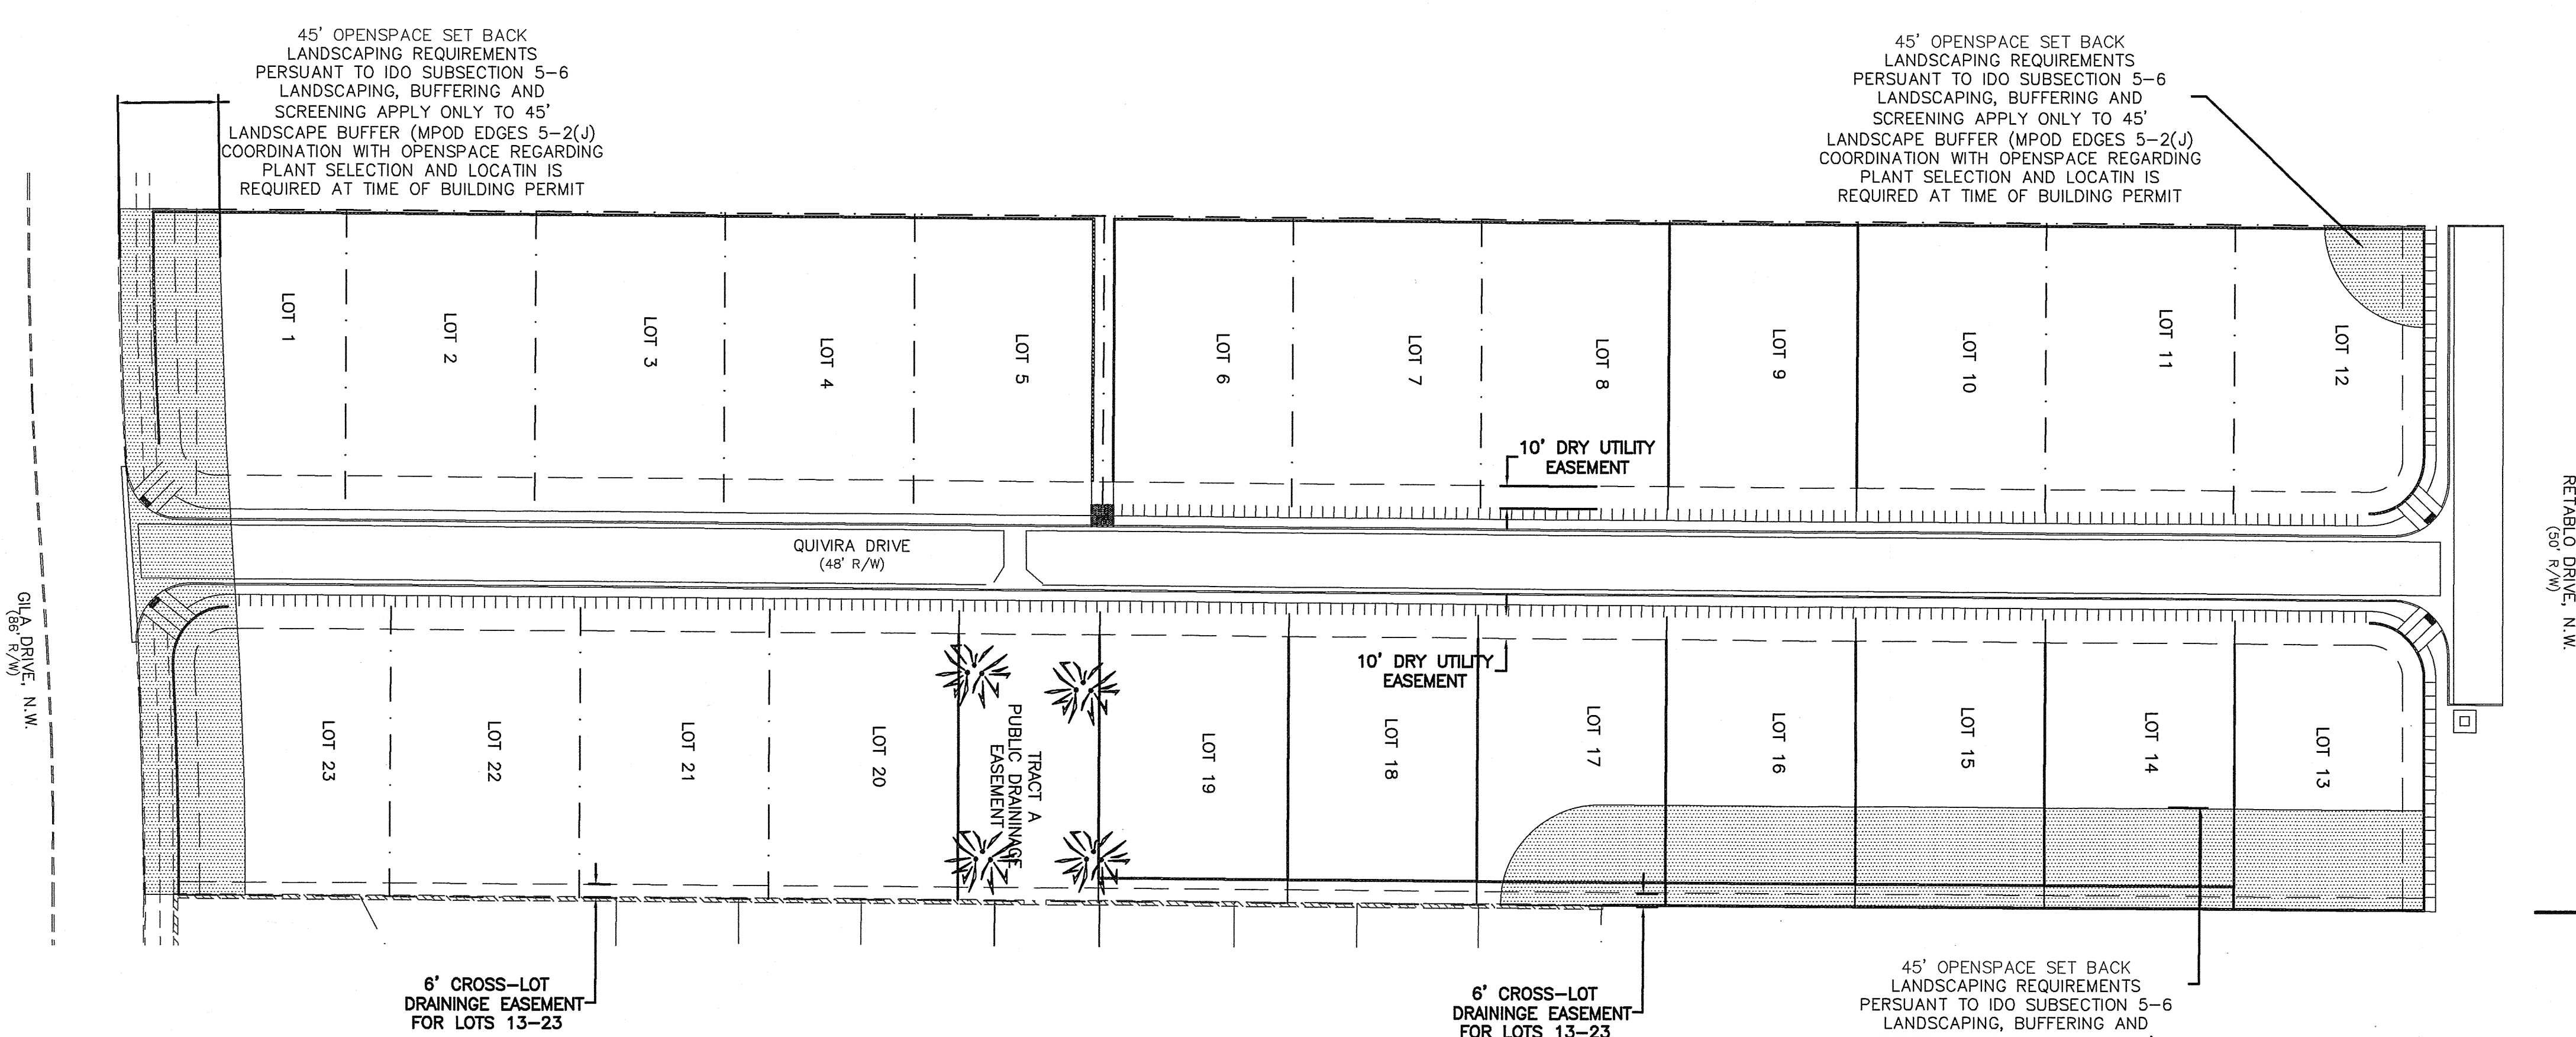 45' OPENSPACE SET BACK
LANDSCAPING REQUIREMENTS
PERSUANT TO IDO SUBSECTION 5-6
LANDSCAPING, BUFFERING AND
SCREENING APPLY ONLY TO 45'
LANDSCAPE BUFFER (MPOD EDGES 5-2(J)
COORDINATION WITH OPENSPACE REGARDING
PLANT SELECTION AND LOCATIN IS
REQUIRED AT TIME OF BUILDING PERMIT
45' OPENSPACE SET BACK
LANDSCAPING REQUIREMENTS
PERSUANT TO IDO SUBSECTION 5-6
LANDSCAPING, BUFFERING AND
SCREENING APPLY ONLY TO 45'
LANDSCAPE BUFFER (MPOD EDGES 5-2(J)
COORDINATION WITH OPENSPACE REGARDING
PLANT SELECTION AND LOCATIN IS
REQUIRED AT TIME OF BUILDING PERMIT
LOT 1
LOT 2
LOT 3
LOT 4
LOT 5
LOT 6
LOT 7
LOT 8
LOT 9
LOT 10
LOT 11
LOT 12
10' DRY UTILITY
EASEMENT
QUIVIRA DRIVE
(48' R/W)
GILA DRIVE, N.W.
(86' R/W)
RETABLO DRIVE, N.W.
(50' R/W)
10' DRY UTILITY
EASEMENT
LOT 23
LOT 22
LOT 21
LOT 20
TRACT A
PUBLIC DRAININAGE
EASEMENT
LOT 19
LOT 18
LOT 17
LOT 16
LOT 15
LOT 14
LOT 13
6' CROSS-LOT
DRAININGE EASEMENT
FOR LOTS 13-23
6' CROSS-LOT
DRAININGE EASEMENT
FOR LOTS 13-23
45' OPENSPACE SET BACK
LANDSCAPING REQUIREMENTS
PERSUANT TO IDO SUBSECTION 5-6
LANDSCAPING, BUFFERING AND